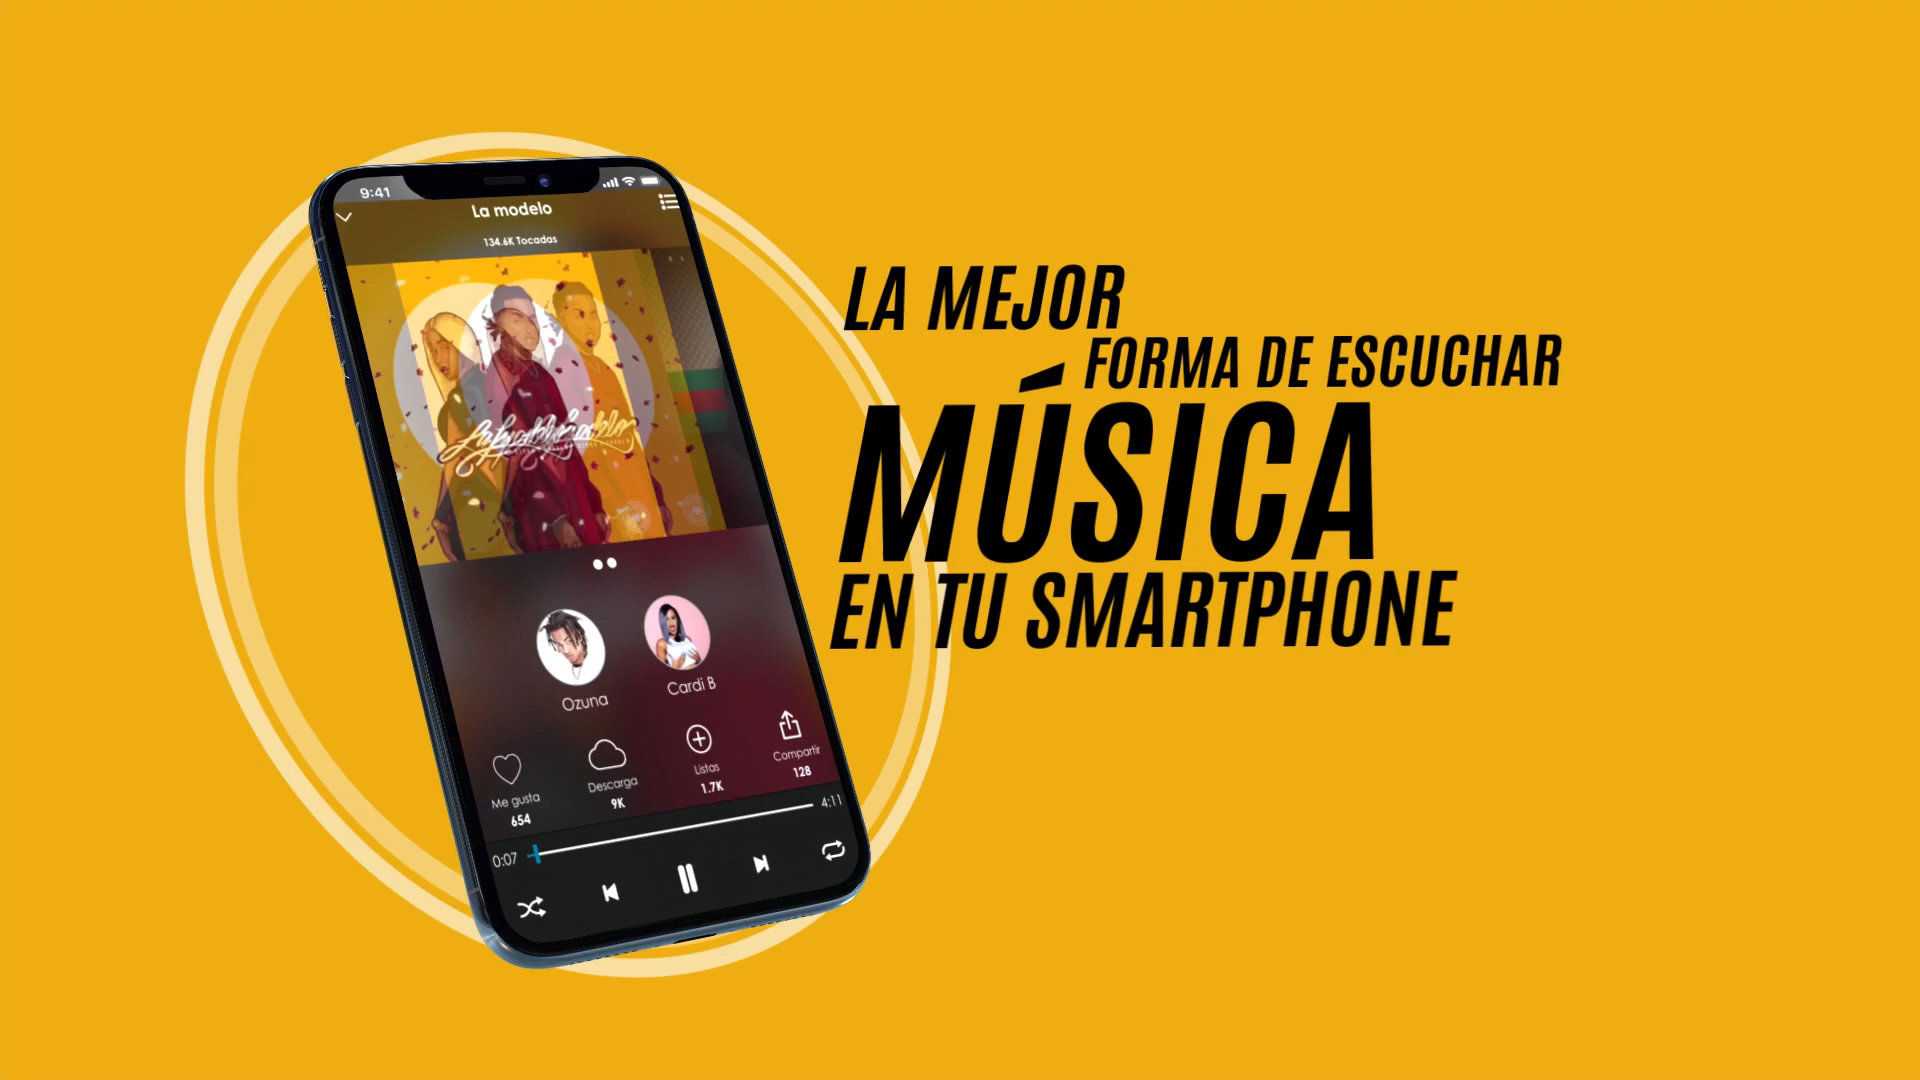 9:41
La modelo
134.6K Tocadas
E L
Ozuna
Cardi B
Me gusta
654
Descarga
9K
Listas
1.7K
Compartir
128
0:07
4:11
LA MEJOR
FORMA DE ESCUCHAR
MÚSICA
EN TU SMARTPHONE